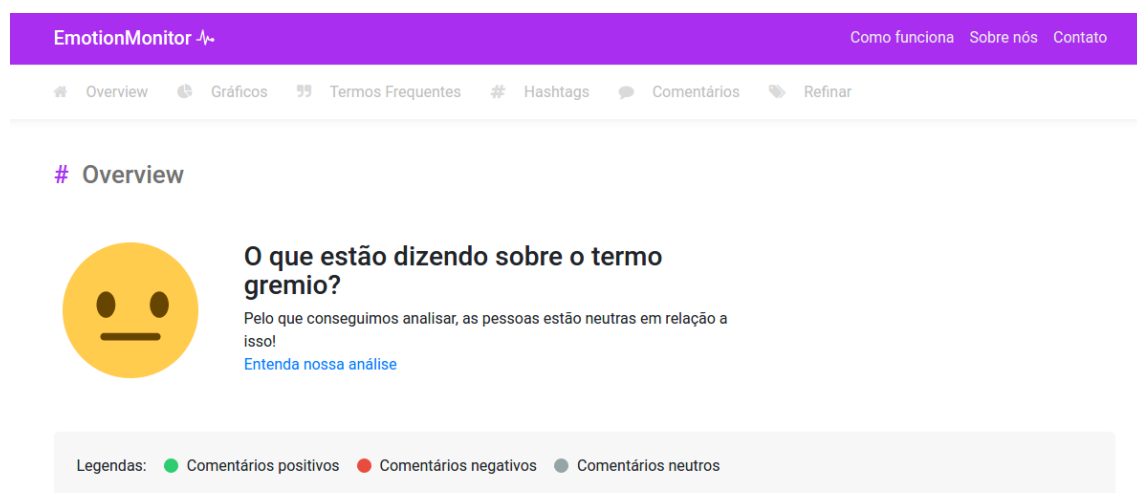 EmotionMonitor
Como funciona Sobre nós Contato
Overview Gráficos Termos Frequentes # Hashtags Comentários Refinar
# Overview
O que estão dizendo sobre o termo
gremio?
Pelo que conseguimos analisar, as pessoas estão neutras em relação a
isso!
Entenda nossa análise
Legendas: Comentários positivos Comentários negativos Comentários neutros